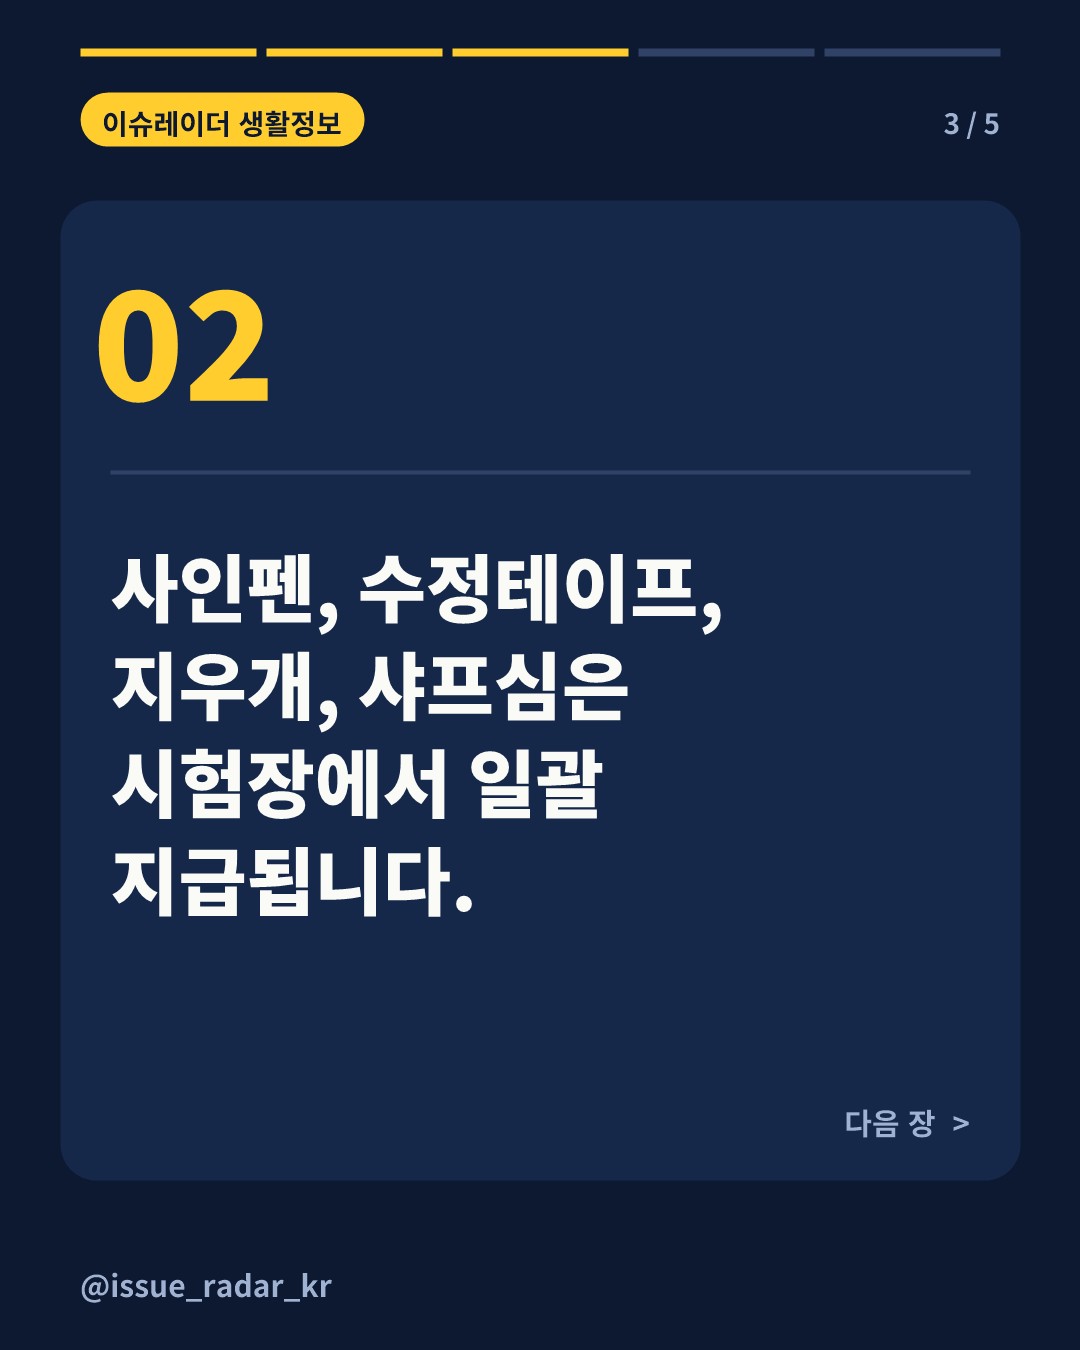 이슈레이더 생활정보
3 / 5
02
사인펜, 수정테이프,
지우개, 샤프심은
시험장에서 일괄
지급됩니다.
다음 장 >
@issue_radar_kr